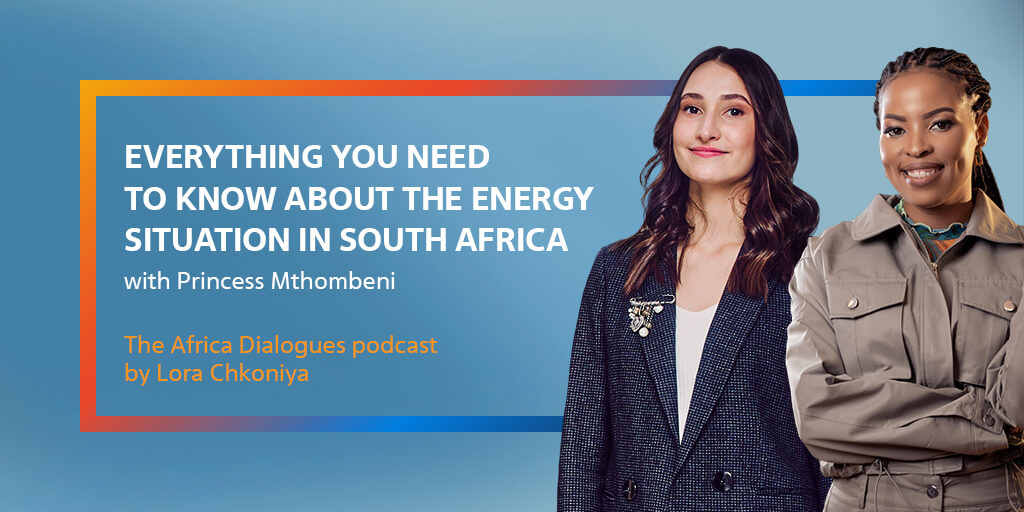 EVERYTHING YOU NEED
TO KNOW ABOUT THE ENERGY
SITUATION IN SOUTH AFRICA
with Princess Mthombeni
The Africa Dialogues podcast
by Lora Chkoniya